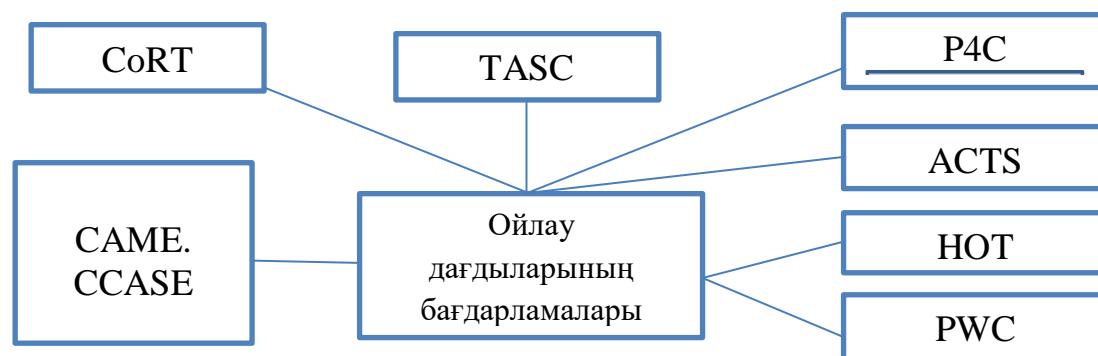 CoRT
TASC
P4C
ACTS
CAME.
CCASE
Ойлау
дағдыларының
бағдарламалары
HOT
PWC